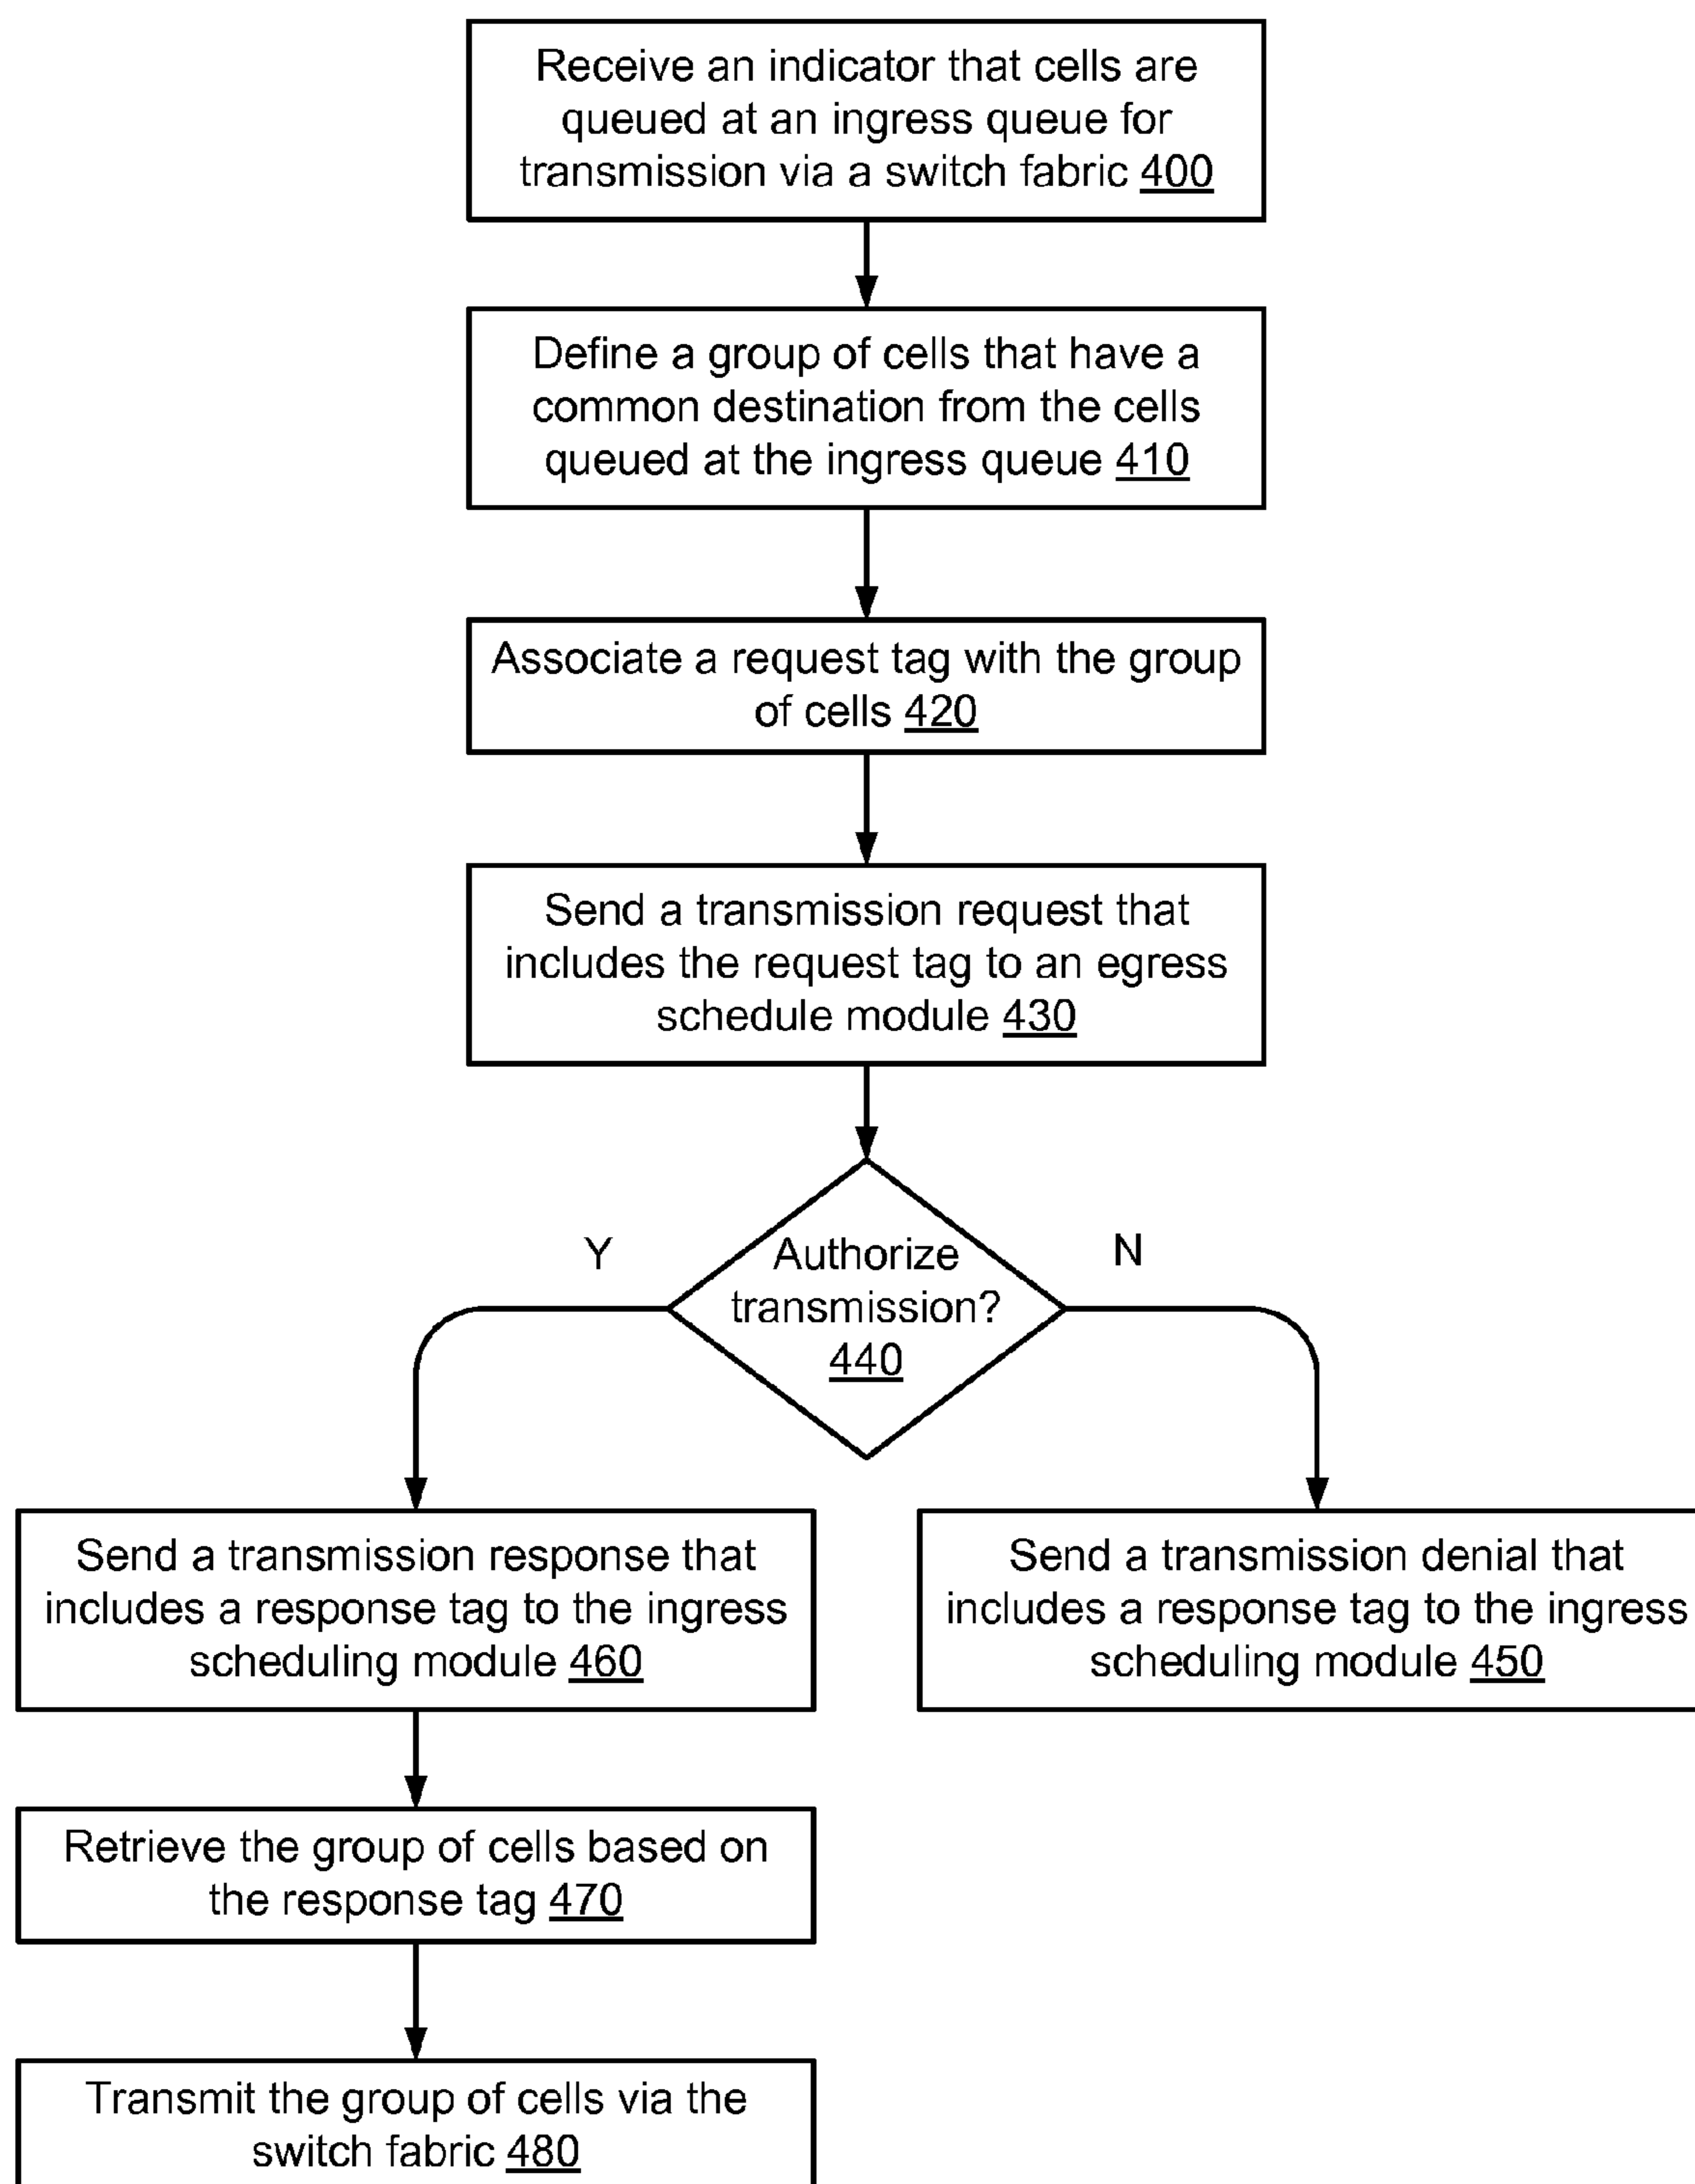 Receive an indicator that cells are
queued at an ingress queue for
transmission via a switch fabric 400
Define a group of cells that have a
common destination from the cells
queued at the ingress queue 410
Associate a request tag with the group
of cells 420
Send a transmission request that
includes the request tag to an egress
schedule module 430
Authorize
transmission?
440
Y
N
Send a transmission response that
includes a response tag to the ingress
scheduling module 460
Send a transmission denial that
includes a response tag to the ingress
scheduling module 450
Retrieve the group of cells based on
the response tag 470
Transmit the group of cells via the
switch fabric 480